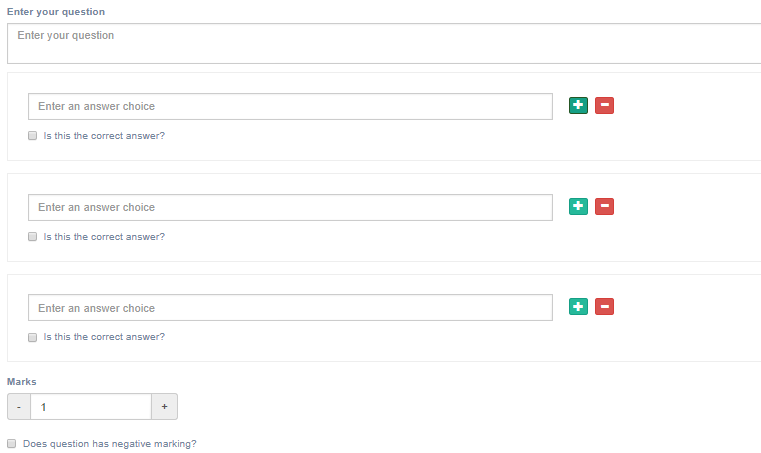 Enter your question
Enter your question
Enter an answer choice
Is this the correct answer?
Enter an answer choice
Is this the correct answer?
Enter an answer choice
Is this the correct answer?
Marks
- 1 +
Does question has negative marking?